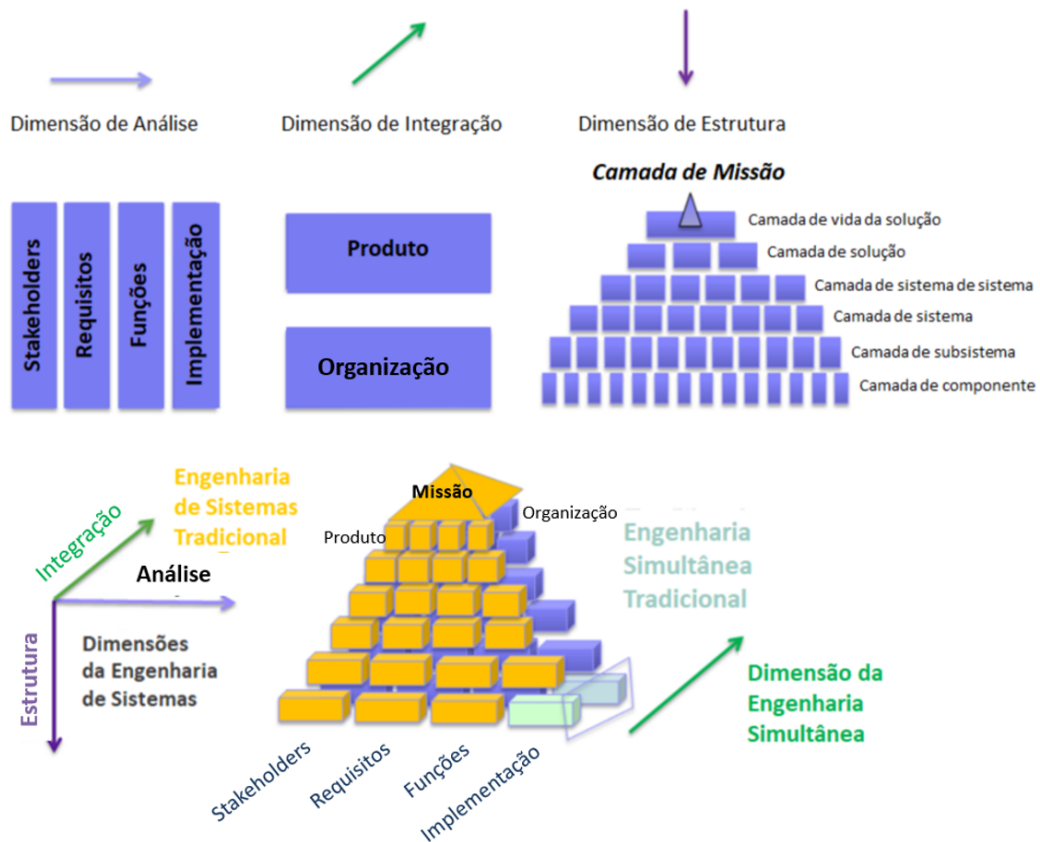 Dimensão de Análise
Dimensão de Integração
Dimensão de Estrutura
Stakeholders
Requisitos
Funções
Implementação
Produto
Organização
Camada de Missão
Camada de vida da solução
Camada de solução
Camada de sistema de sistema
Camada de sistema
Camada de subsistema
Camada de componente
Integração
Engenharia
de Sistemas
Tradicional
Análise
Estrutura
Dimensões
da Engenharia
de Sistemas
Missão
Produto
Organização
Engenharia
Simultânea
Tradicional
Dimensão da
Engenharia
Simultânea
Stakeholders
Requisitos
Funções
Implementação